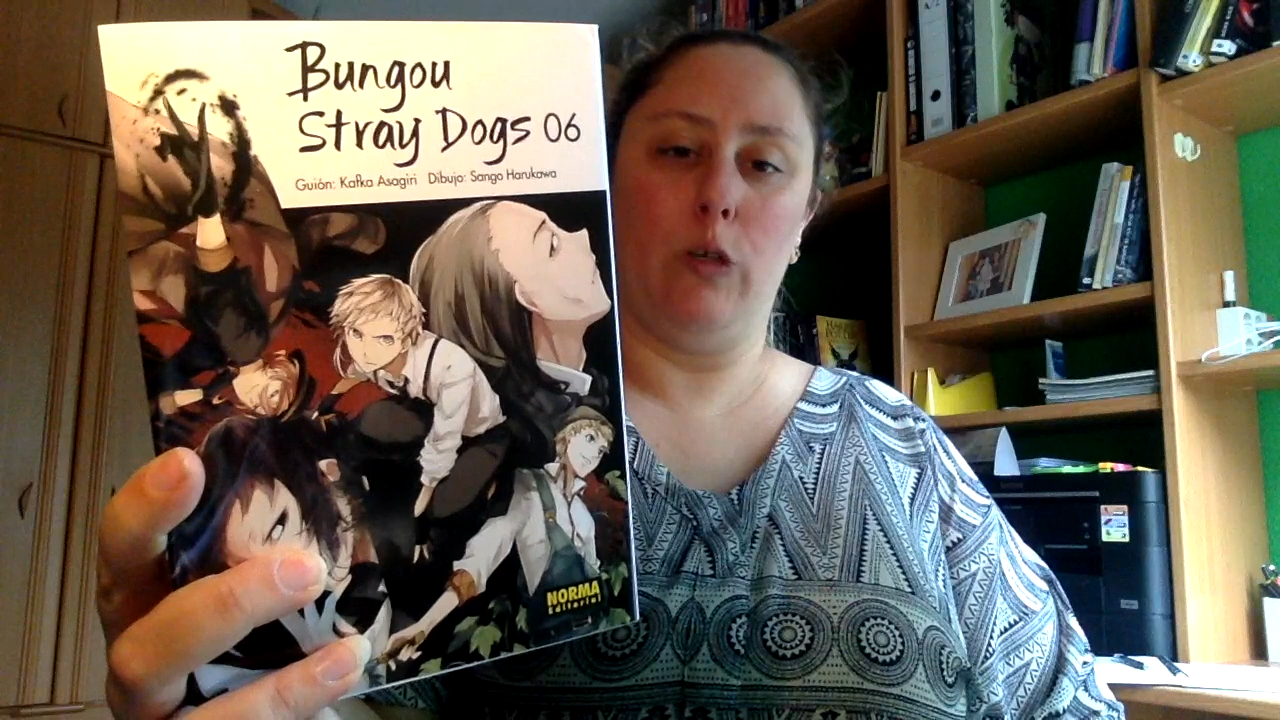 Bungou
Stray Dogs 06
Guión: Kafka Asagiri Dibujo: Sango Harukawa
NORMA
Editorial